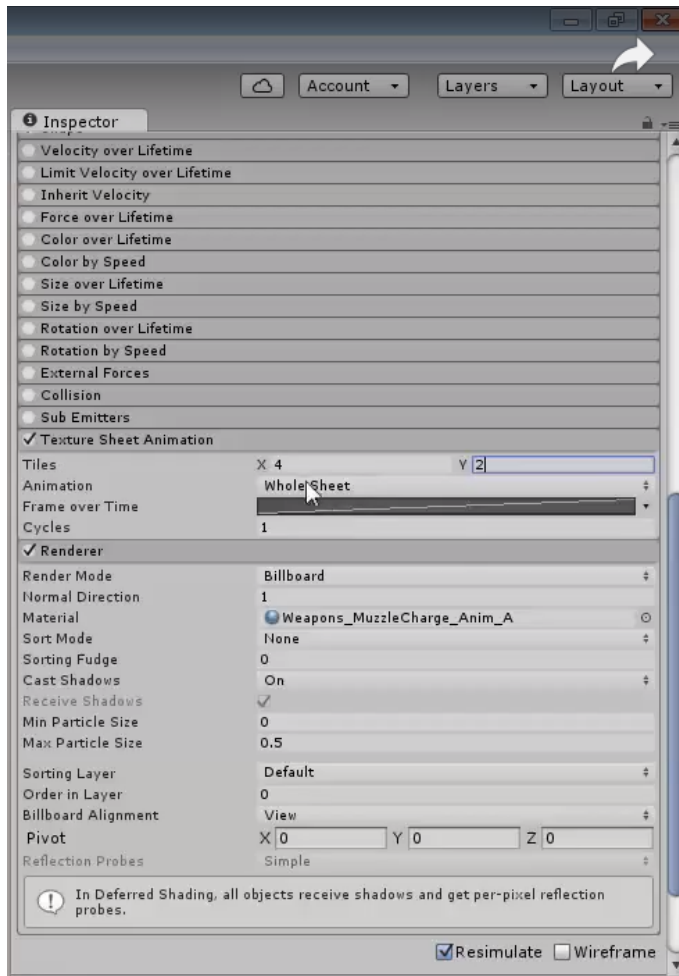 Account Layers Layout
Inspector
Velocity over Lifetime
Limit Velocity over Lifetime
Inherit Velocity
Force over Lifetime
Color over Lifetime
Color by Speed
Size over Lifetime
Size by Speed
Rotation over Lifetime
Rotation by Speed
External Forces
Collision
Sub Emitters
Texture Sheet Animation
Tiles X 4 Y 2
Animation Whole Sheet
Frame over Time
Cycles 1
Renderer
Render Mode Billboard
Normal Direction 1
Material Weapons_MuzzleCharge_Anim_A
Sort Mode None
Sorting Fudge 0
Cast Shadows On
Receive Shadows
Min Particle Size 0
Max Particle Size 0.5
Sorting Layer Default
Order in Layer 0
Billboard Alignment View
Pivot X 0 Y 0 Z 0
Reflection Probes Simple
In Deferred Shading, all objects receive shadows and get per-pixel reflection
probes.
Resimulate Wireframe